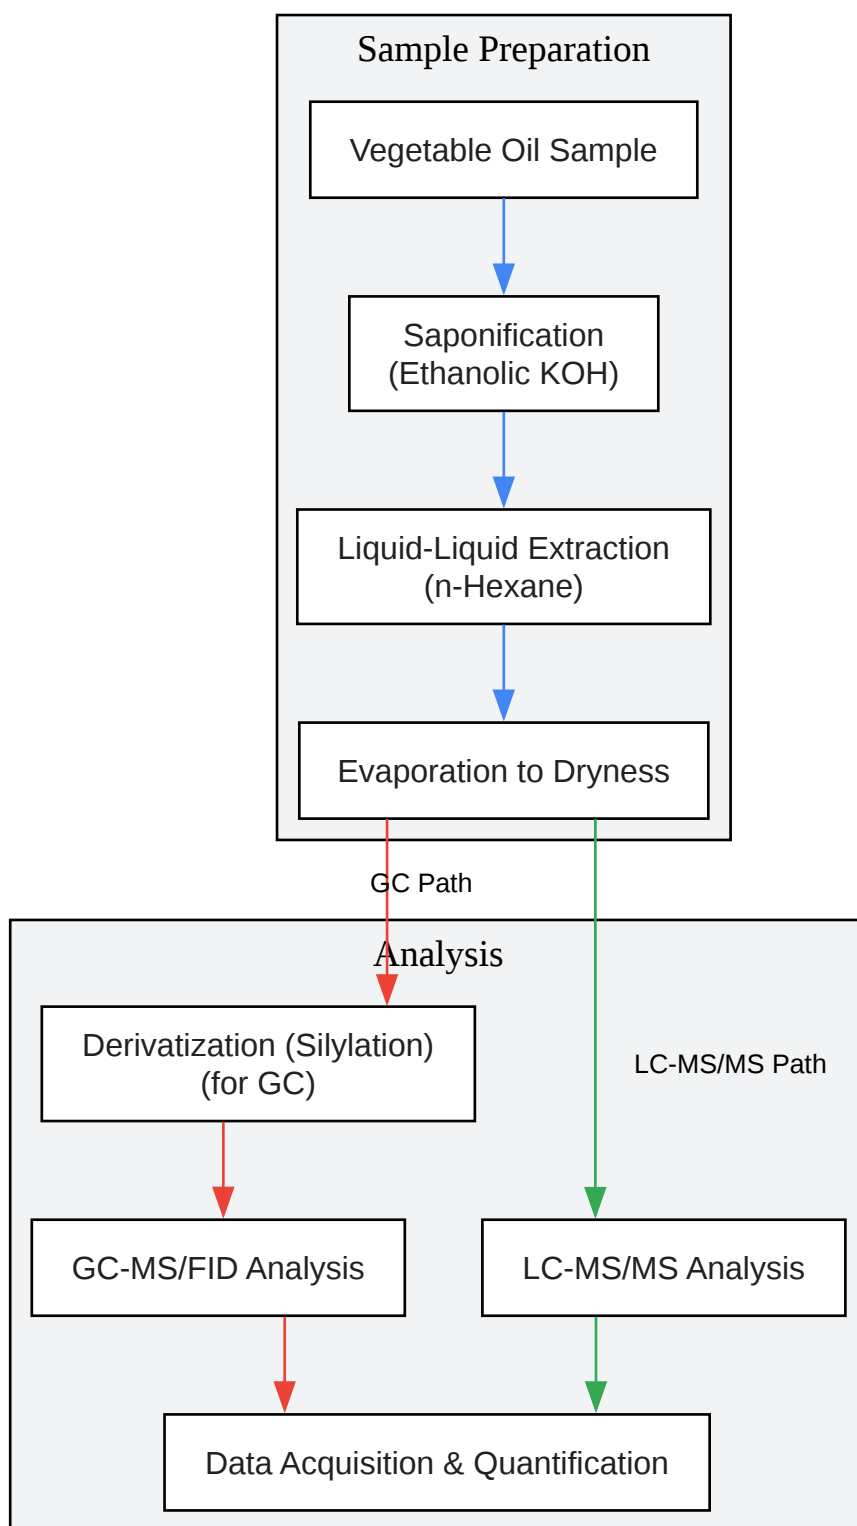 Sample Preparation
Vegetable Oil Sample
Saponification
(Ethanolic KOH)
Liquid-Liquid Extraction
(n-Hexane)
Evaporation to Dryness
GC Path
Analysis
Derivatization (Silylation)
(for GC)
LC-MS/MS Path
GC-MS/FID Analysis
LC-MS/MS Analysis
Data Acquisition & Quantification